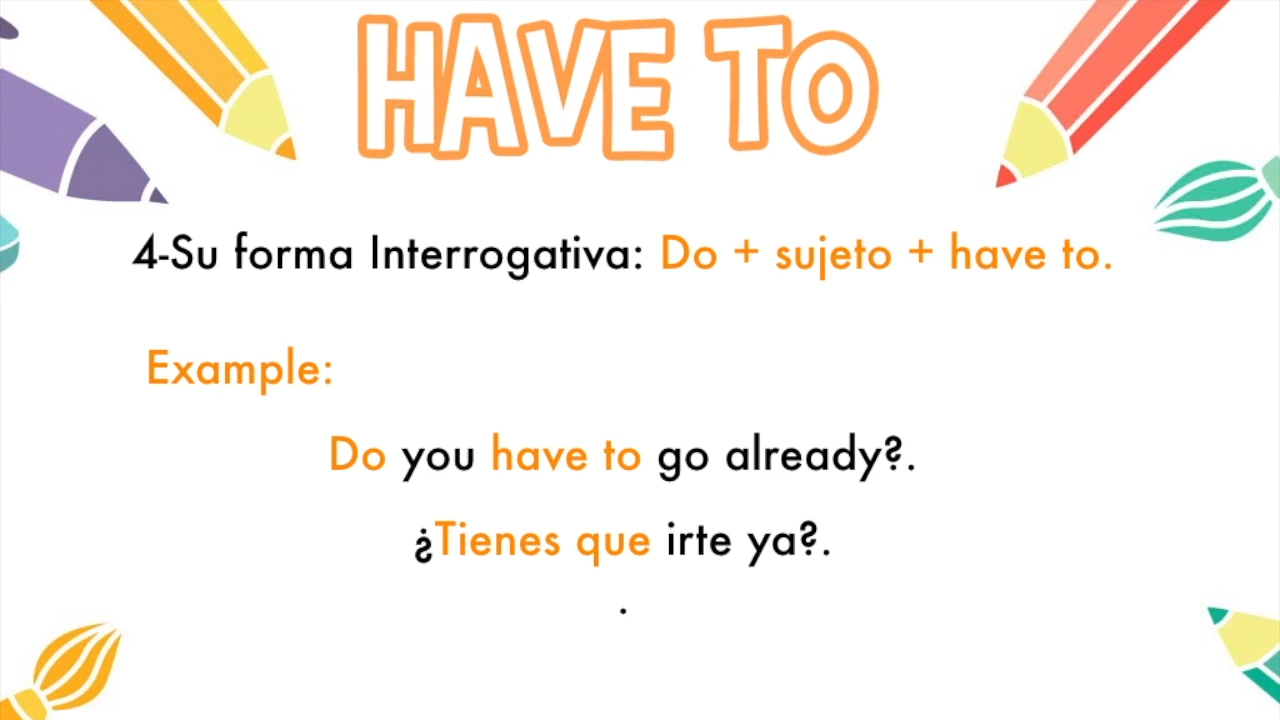 HAVE TO
4-Su forma Interrogativa: Do + sujeto + have to.
Example:
Do you have to go already?.
¿Tienes que irte ya?.
.